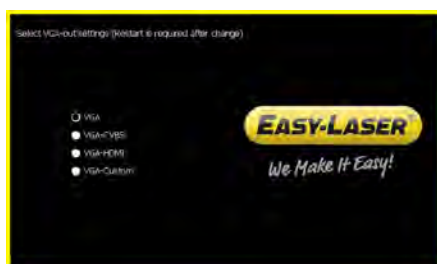 Select VGA-out settings (Restart is required after change)
VGA
VGA-CVBS
VGA-HDMI
VGA-Custom
EASY-LASER®
We Make It Easy!